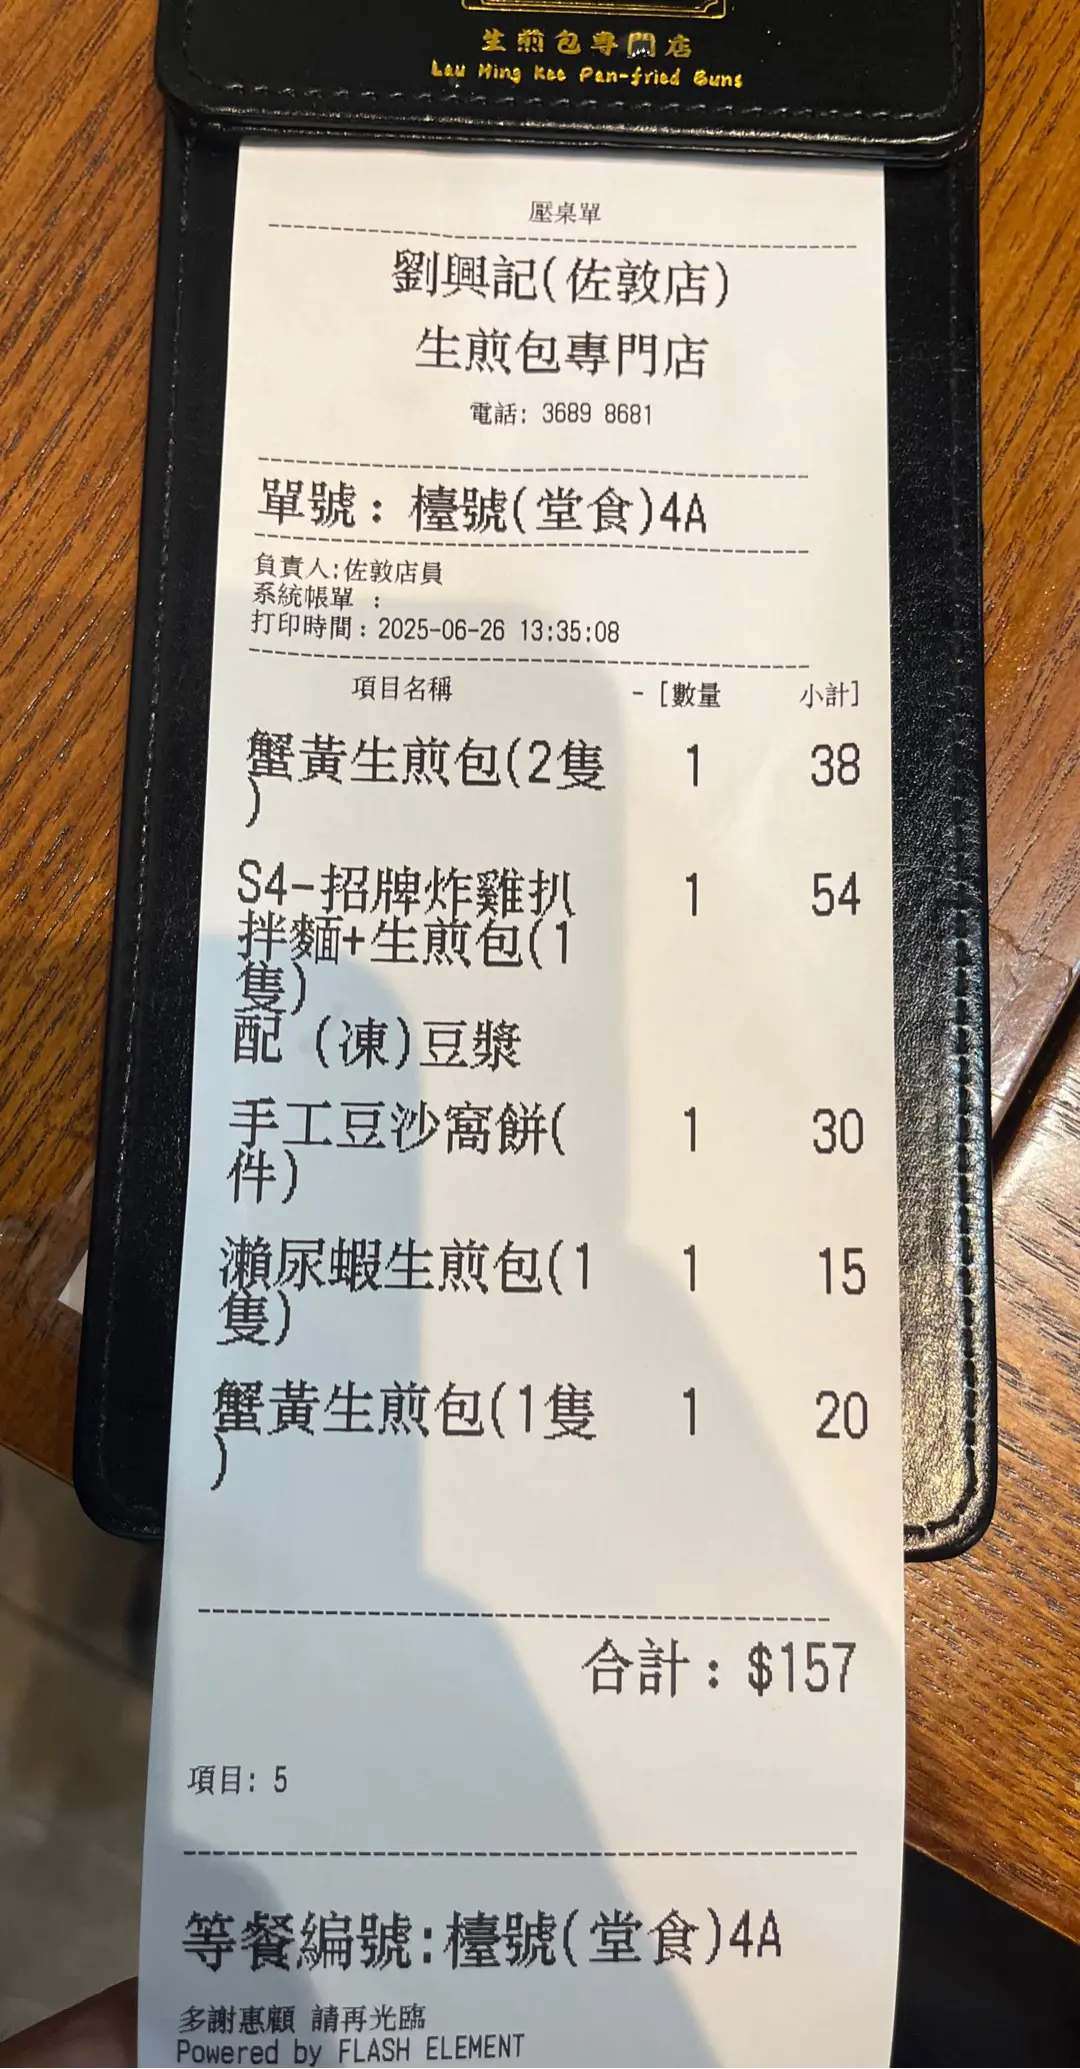 生煎包專門店
Lau Hing Kee Pan-fried Buns
壓桌單
劉興記(佐敦店)
生煎包專門店
電話: 3689 8681
單號: 檯號(堂食)4A
負責人:佐敦店員
系統帳單 :
打印時間:2025-06-26 13:35:08
項目名稱 -[數量 小計]
蟹黃生煎包(2隻 1 38
)
S4-招牌炸雞扒 1 54
拌麵+生煎包(1
隻)
配 (凍)豆漿
手工豆沙窩餅( 1 30
件)
瀨尿蝦生煎包(1 1 15
隻)
蟹黃生煎包(1隻 1 20
)
合計: $157
項目: 5
等餐編號:檯號(堂食)4A
多謝惠顧 請再光臨
Powered by FLASH ELEMENT